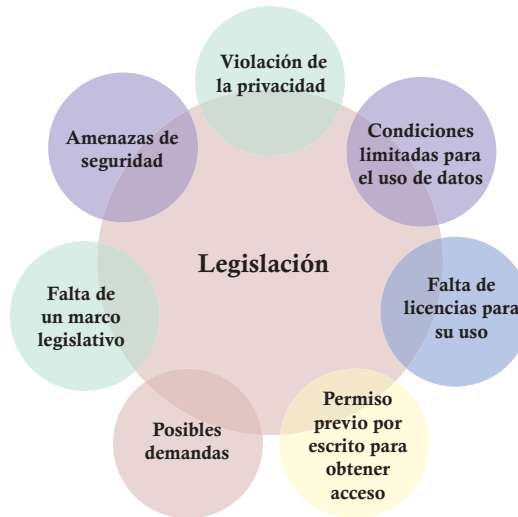 Violación de
la privacidad
Condiciones
limitadas para
el uso de datos
Falta de
licencias para
su uso
Permiso
previo por
escrito para
obtener
acceso
Posibles
demandas
Falta de
un marco
legislativo
Amenazas de
seguridad
Legislación